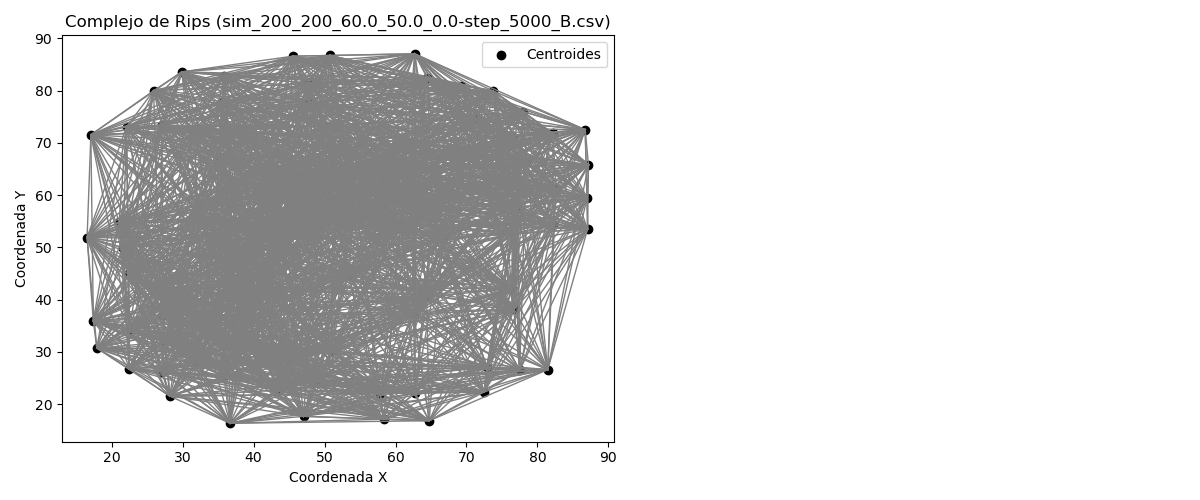 Complejo de Rips (sim_200_200_60.0_50.0_0.0-step_5000_B.csv)
Centroides
Coordenada Y
90
80
70
60
50
40
30
20
20 30 40 50 60 70 80 90
Coordenada X